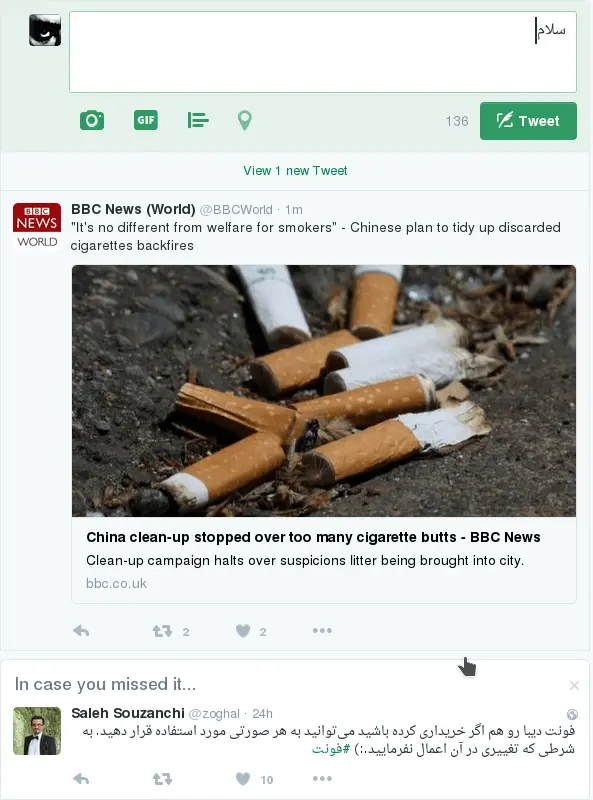 سلام
GIF
136
Tweet
View 1 new Tweet
BBC
NEWS
WORLD
BBC News (World) @BBCWorld · 1m
"It's no different from welfare for smokers" - Chinese plan to tidy up discarded
cigarettes backfires
China clean-up stopped over too many cigarette butts - BBC News
Clean-up campaign halts over suspicions litter being brought into city.
bbc.co.uk
2
2
In case you missed it...
Saleh Souzanchi @zoghal · 24h
فونت دیبا رو هم اگر خریداری کرده باشید می‌توانید به هر صورتی مورد استفاده قرار دهید. به
شرطی که تغییری در آن اعمال نفرمایید.:) #فونت
10